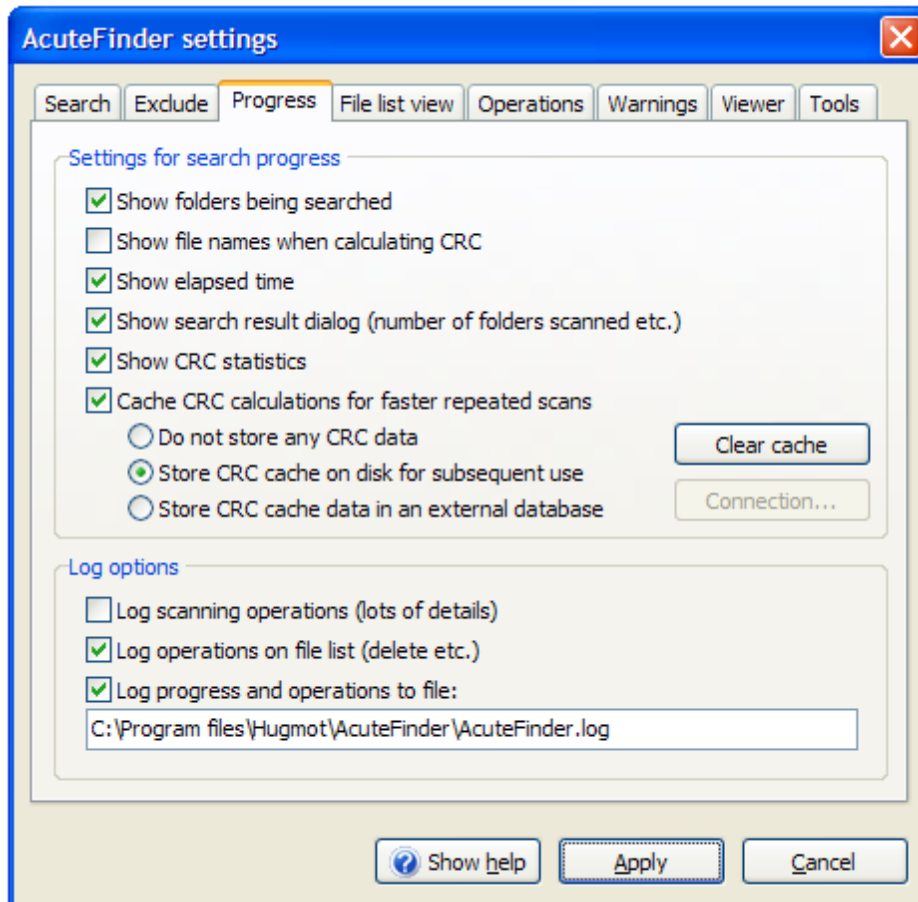 AcuteFinder settings
Search Exclude Progress File list view Operations Warnings Viewer Tools
Settings for search progress
Show folders being searched
Show file names when calculating CRC
Show elapsed time
Show search result dialog (number of folders scanned etc.)
Show CRC statistics
Cache CRC calculations for faster repeated scans
Do not store any CRC data
Clear cache
Store CRC cache on disk for subsequent use
Store CRC cache data in an external database
Connection...
Log options
Log scanning operations (lots of details)
Log operations on file list (delete etc.)
Log progress and operations to file:
C:\Program files\Hugmot\AcuteFinder\AcuteFinder.log
Show help Apply Cancel